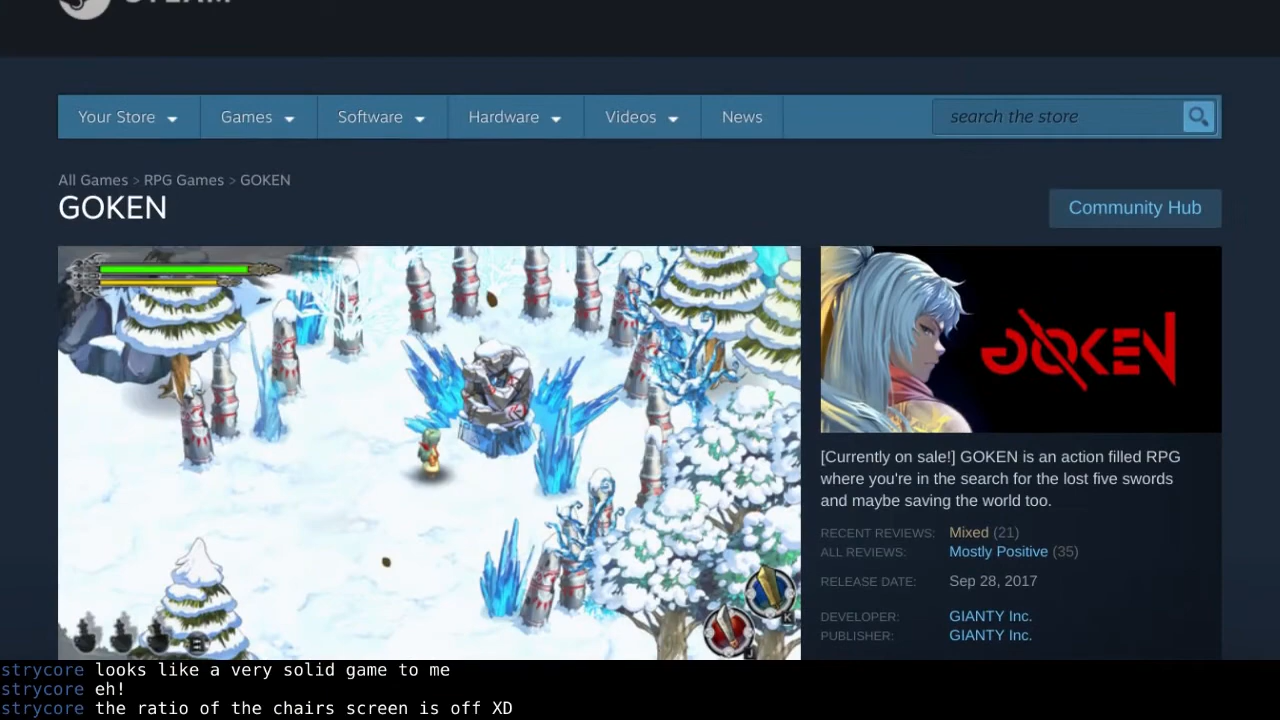 STEAM
Your Store Games Software Hardware Videos News search the store
All Games > RPG Games > GOKEN
GOKEN
Community Hub
GOKEN
[Currently on sale!] GOKEN is an action filled RPG
where you're in the search for the lost five swords
and maybe saving the world too.
RECENT REVIEWS: Mixed (21)
ALL REVIEWS: Mostly Positive (35)
RELEASE DATE: Sep 28, 2017
DEVELOPER: GIANTY Inc.
PUBLISHER: GIANTY Inc.
K
J
strycore looks like a very solid game to me
strycore eh!
strycore the ratio of the chairs screen is off XD